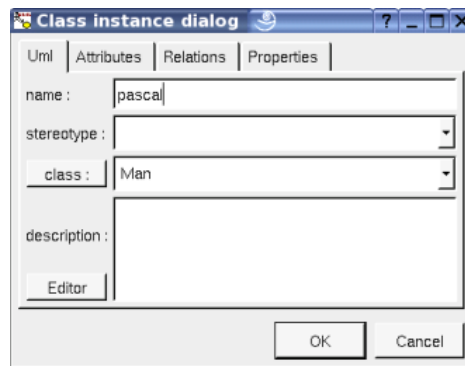 Class instance dialog
Uml Attributes Relations Properties
name : pascal
stereotype :
class : Man
description :
Editor
OK Cancel